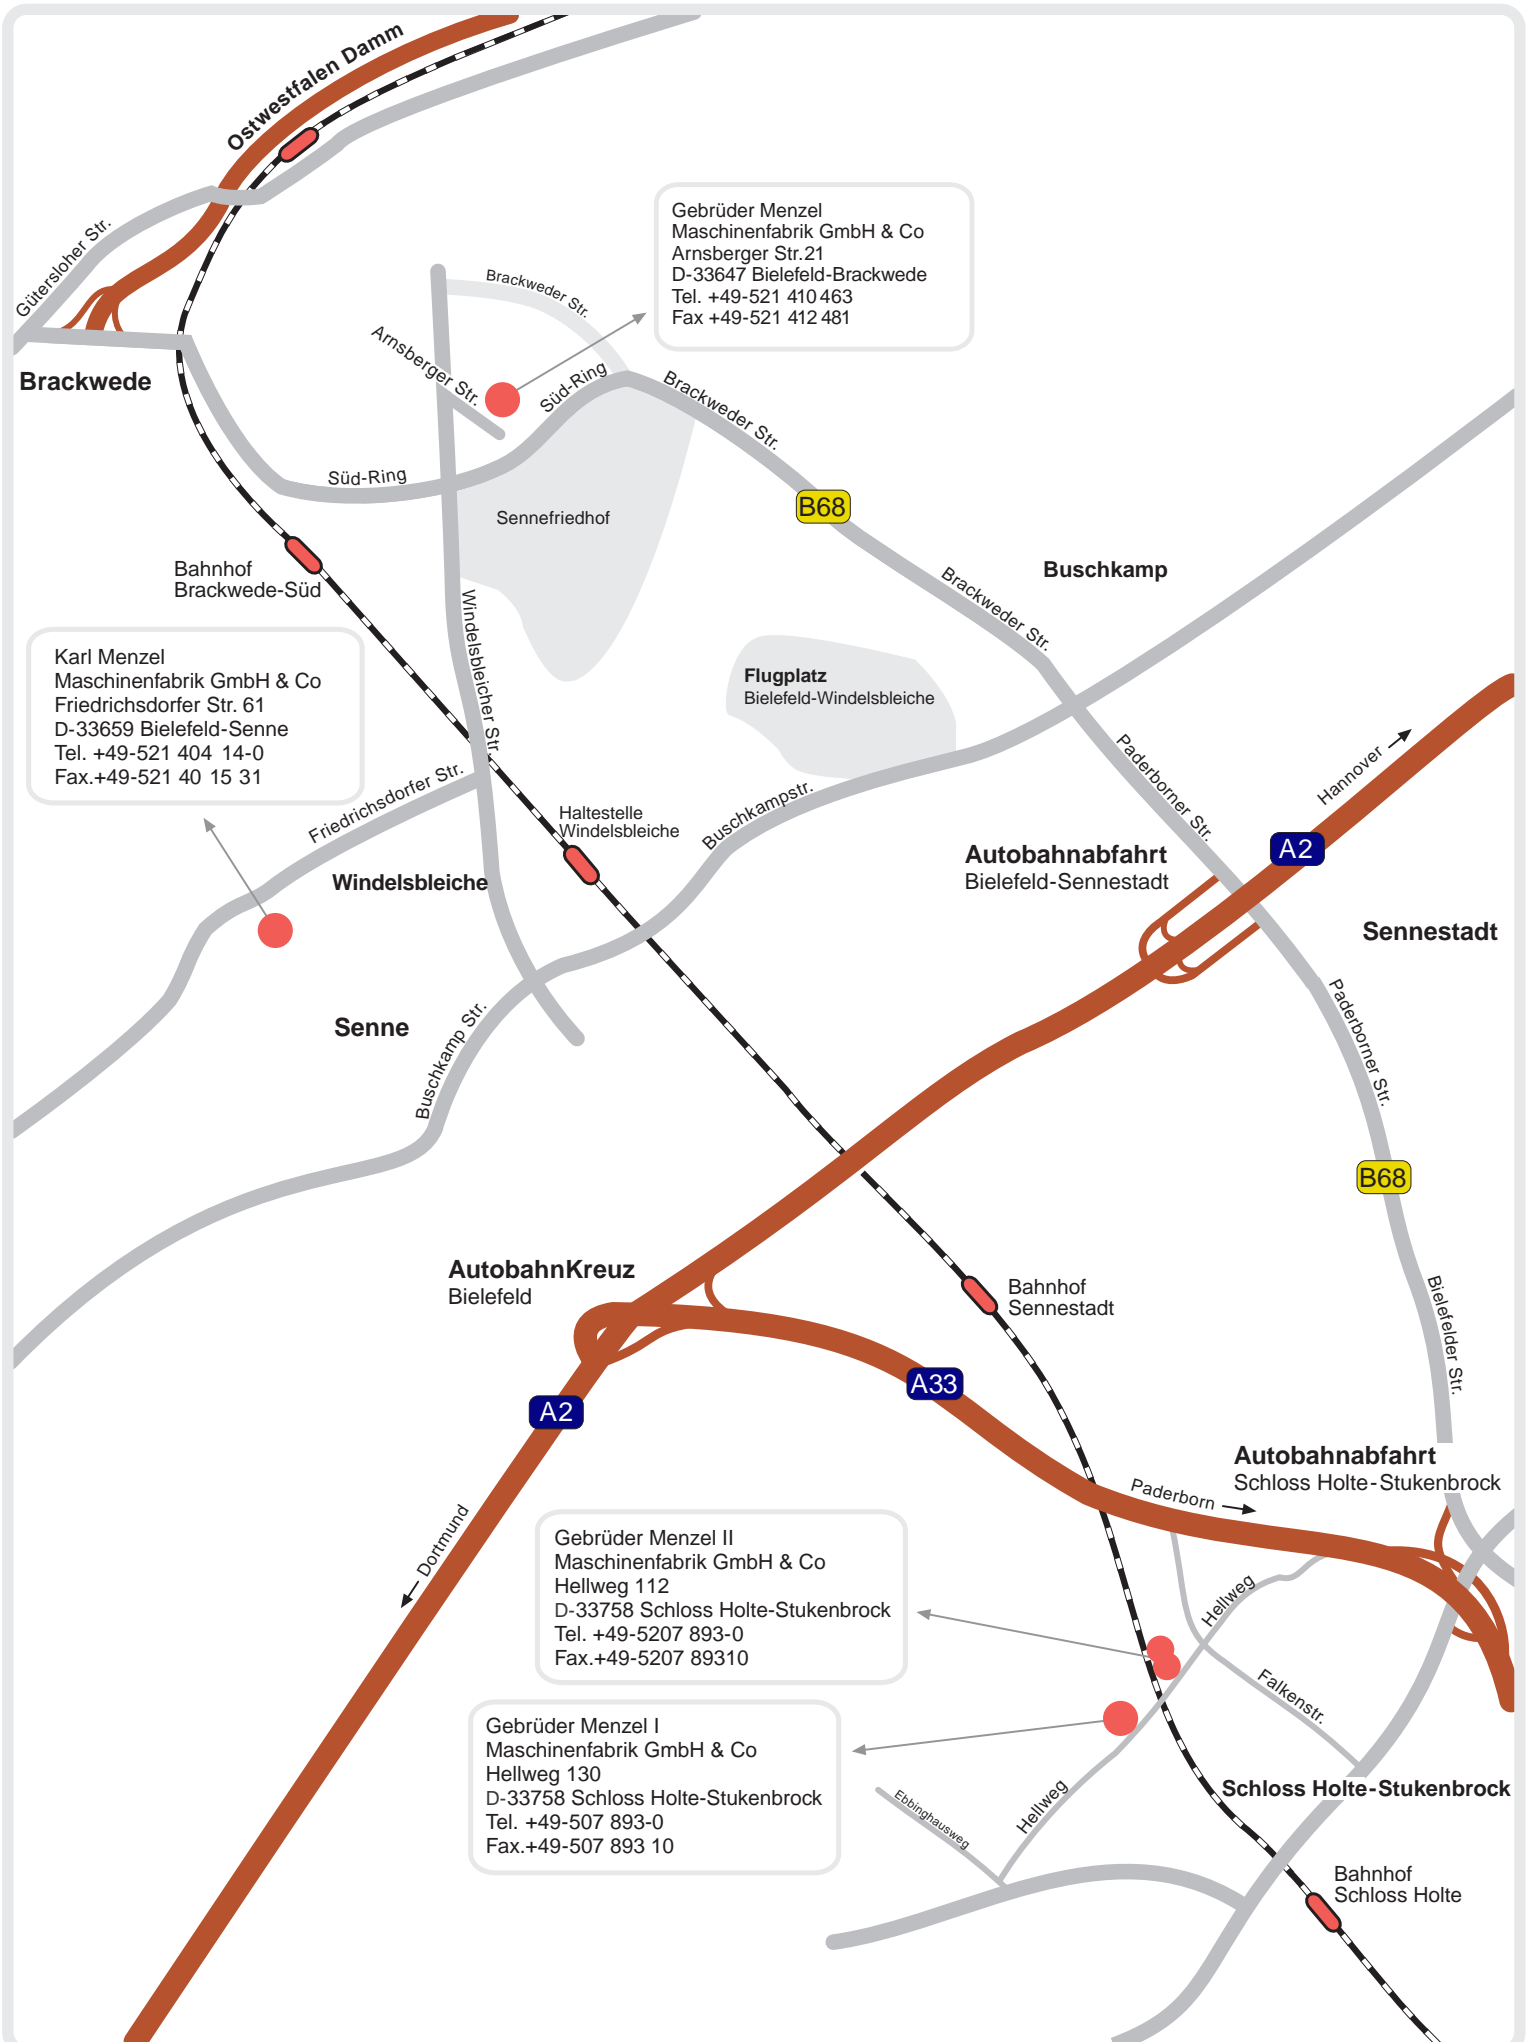 Ostwestfalen Damm
Gütersloher Str.
Brackwede
Gebrüder Menzel
Maschinenfabrik GmbH & Co
Arnsberger Str.21
D-33647 Bielefeld-Brackwede
Tel. +49-521 410 463
Fax +49-521 412 481
Brackweder Str.
Arnsberger Str.
Süd-Ring
Brackweder Str.
Süd-Ring
Sennefriedhof
B68
Bahnhof
Brackwede-Süd
Buschkamp
Brackweder Str.
Windelsbleicher Str.
Karl Menzel
Maschinenfabrik GmbH & Co
Friedrichsdorfer Str. 61
D-33659 Bielefeld-Senne
Tel. +49-521 404 14-0
Fax.+49-521 40 15 31
Flugplatz
Bielefeld-Windelsbleiche
Paderborner Str.
Hannover
Friedrichsdorfer Str.
Haltestelle
Windelsbleiche
Buschkampstr.
A2
Autobahnabfahrt
Bielefeld-Sennestadt
Windelsbleiche
Sennestadt
Senne
Buschkamp Str.
Paderborner Str.
B68
AutobahnKreuz
Bielefeld
Bahnhof
Sennestadt
Bielefelder Str.
A33
A2
Autobahnabfahrt
Schloss Holte-Stukenbrock
Paderborn
Dortmund
Gebrüder Menzel II
Maschinenfabrik GmbH & Co
Hellweg 112
D-33758 Schloss Holte-Stukenbrock
Tel. +49-5207 893-0
Fax.+49-5207 89310
Hellweg
Falkenstr.
Gebrüder Menzel I
Maschinenfabrik GmbH & Co
Hellweg 130
D-33758 Schloss Holte-Stukenbrock
Tel. +49-507 893-0
Fax.+49-507 893 10
Schloss Holte-Stukenbrock
Ebbinghausweg
Hellweg
Bahnhof
Schloss Holte